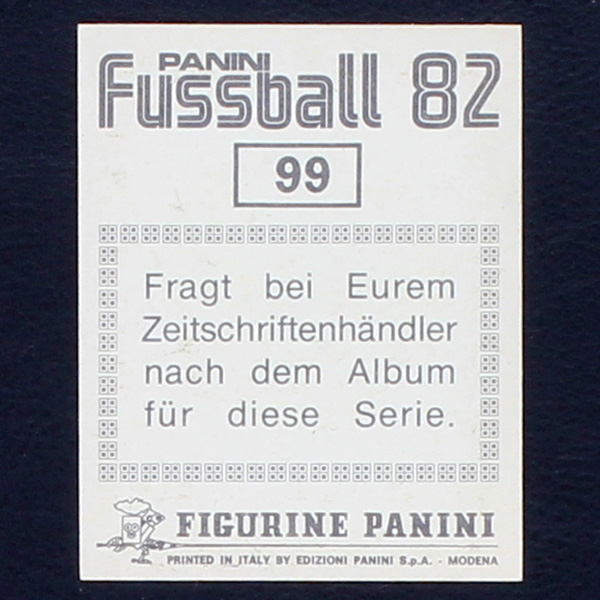 PANINI
Fussball 82
99
Fragt bei Eurem
Zeitschriftenhändler
nach dem Album
für diese Serie.
FIGURINE PANINI
PRINTED IN ITALY BY EDIZIONI PANINI S.p.A. - MODENA